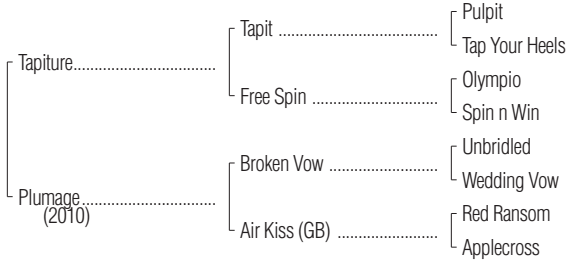 Pulpit
Tapit ......................................
Tap Your Heels
Tapiture..................................
Olympio
Free Spin ..............................
Spin n Win
Unbridled
Broken Vow ..........................
Wedding Vow
Plumage................................
(2010)
Red Ransom
Air Kiss (GB) ........................
Applecross